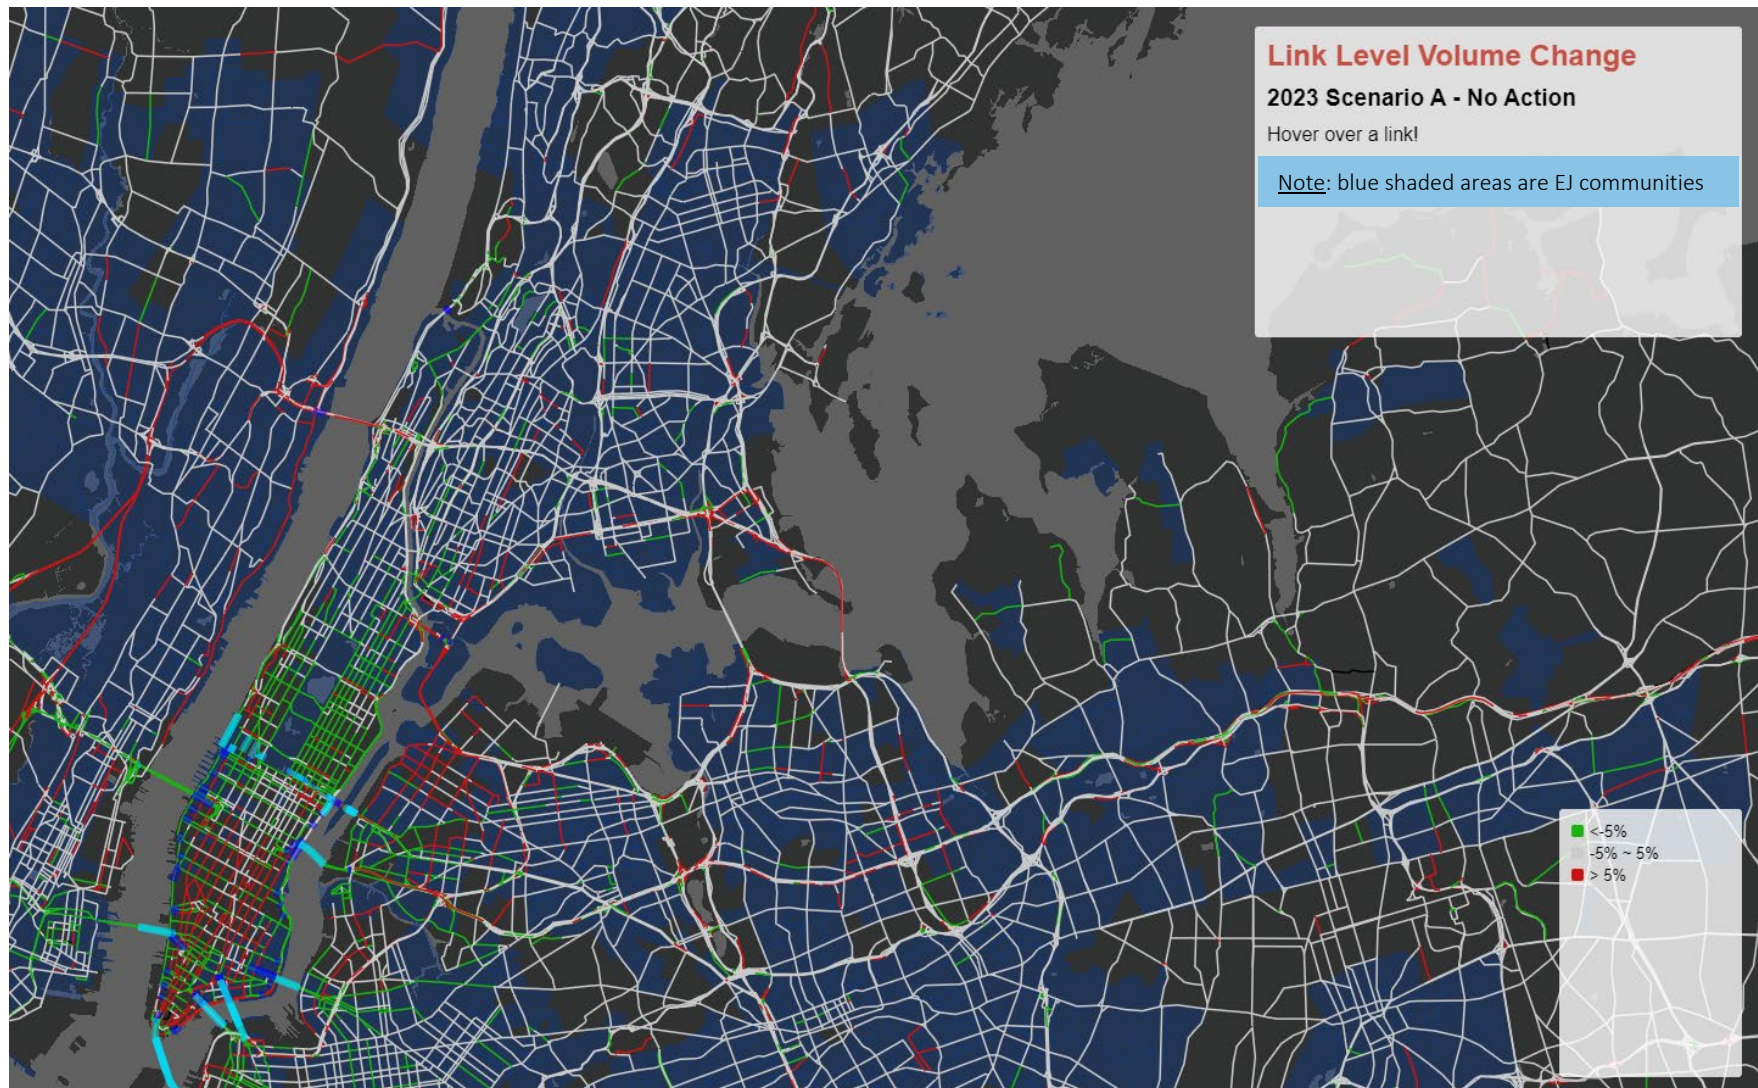 Link Level Volume Change
2023 Scenario A - No Action
Hover over a link!
Note: blue shaded areas are EJ communities
<-5%
-5% ~ 5%
> 5%